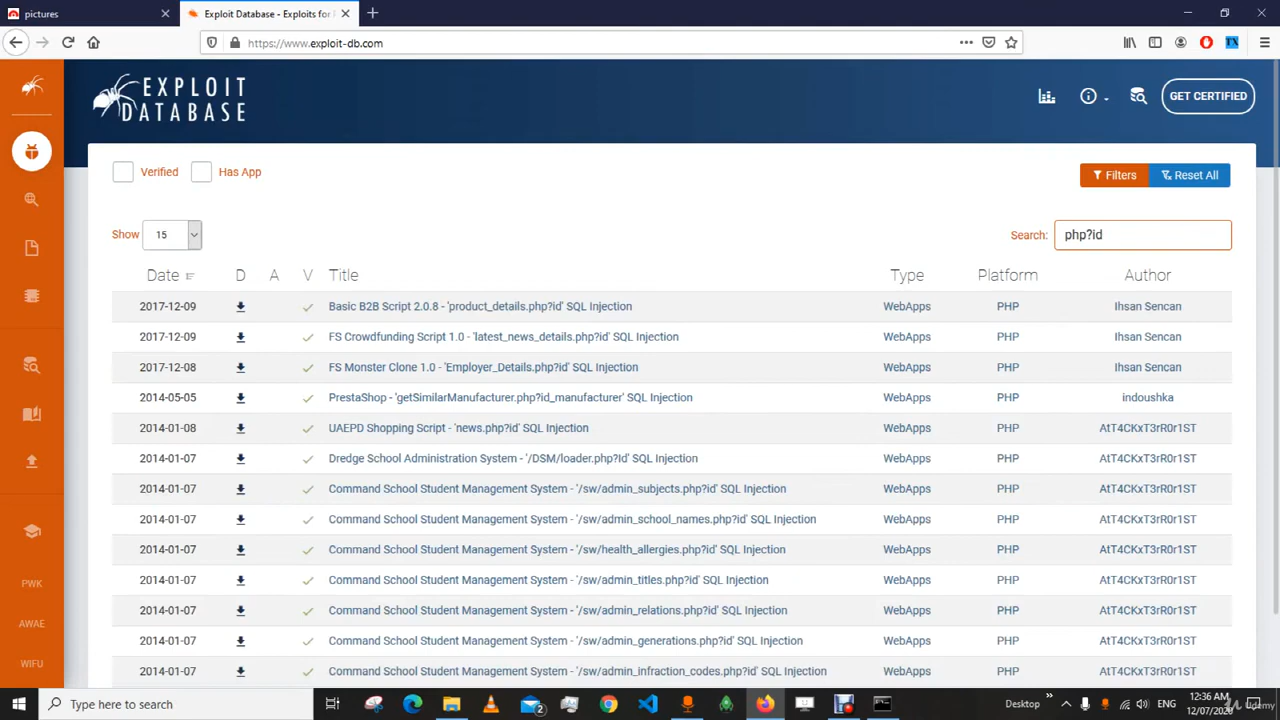 pictures
Exploit Database - Exploits for
https://www.exploit-db.com
TX
EXPLOIT
DATABASE
GET CERTIFIED
Verified
Has App
Filters
Reset All
Show
15
Search:
php?id
Date
D
A
V
Title
Type
Platform
Author
2017-12-09 Basic B2B Script 2.0.8 - 'product_details.php?id' SQL Injection WebApps PHP Ihsan Sencan
2017-12-09 FS Crowdfunding Script 1.0 - 'latest_news_details.php?id' SQL Injection WebApps PHP Ihsan Sencan
2017-12-08 FS Monster Clone 1.0 - 'Employer_Details.php?id' SQL Injection WebApps PHP Ihsan Sencan
2014-05-05 PrestaShop - 'getSimilarManufacturer.php?id_manufacturer' SQL Injection WebApps PHP indoushka
2014-01-08 UAEPD Shopping Script - 'news.php?id' SQL Injection WebApps PHP AtT4CKxT3rR0r1ST
2014-01-07 Dredge School Administration System - '/DSM/loader.php?Id' SQL Injection WebApps PHP AtT4CKxT3rR0r1ST
2014-01-07 Command School Student Management System - '/sw/admin_subjects.php?id' SQL Injection WebApps PHP AtT4CKxT3rR0r1ST
2014-01-07 Command School Student Management System - '/sw/admin_school_names.php?id' SQL Injection WebApps PHP AtT4CKxT3rR0r1ST
2014-01-07 Command School Student Management System - '/sw/health_allergies.php?id' SQL Injection WebApps PHP AtT4CKxT3rR0r1ST
2014-01-07 Command School Student Management System - '/sw/admin_titles.php?id' SQL Injection WebApps PHP AtT4CKxT3rR0r1ST
2014-01-07 Command School Student Management System - '/sw/admin_relations.php?id' SQL Injection WebApps PHP AtT4CKxT3rR0r1ST
2014-01-07 Command School Student Management System - '/sw/admin_generations.php?id' SQL Injection WebApps PHP AtT4CKxT3rR0r1ST
2014-01-07 Command School Student Management System - '/sw/admin_infraction_codes.php?id' SQL Injection WebApps PHP AtT4CKxT3rR0r1ST
PWK
AWAE
WIFU
Type here to search
2
Desktop
ENG
12:36 AM
12/07/20
Udemy